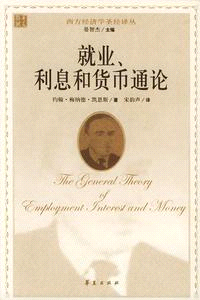 西方经济学圣经译丛
晏智杰/主编
就业、
利息和货币通论
约翰·梅纳德·凯恩斯/著 宋韵声/译
The General Theory
of
Employment Interest and Money
华夏出版社